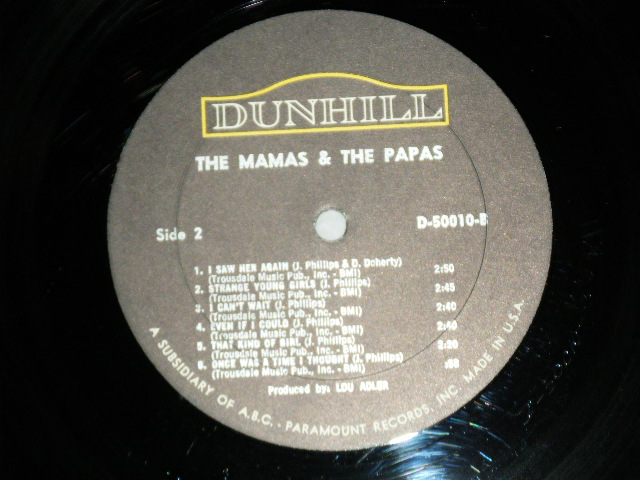 DUNHILL
THE MAMAS & THE PAPAS
Side 2
D-50010-B
1. I SAW HER AGAIN (J. Phillips & D. Doherty) 2:50
(Trousdale Music Pub., Inc. - BMI)
2. STRANGE YOUNG GIRLS (J. Phillips) 2:45
(Trousdale Music Pub., Inc. - BMI)
3. I CAN'T WAIT (J. Phillips) 2:40
(Trousdale Music Pub., Inc. - BMI)
4. EVEN IF I COULD (J. Phillips) 2:40
(Trousdale Music Pub., Inc. - BMI)
5. THAT KIND OF GIRL (J. Phillips)
(Trousdale Music Pub., Inc. - BMI)
6. ONCE WAS A TIME I THOUGHT (J. Phillips) :58
(Trousdale Music Pub., Inc. - BMI)
Produced by: LOU ADLER
A SUBSIDIARY OF A.B.C. - PARAMOUNT RECORDS, INC. MADE IN U.S.A.